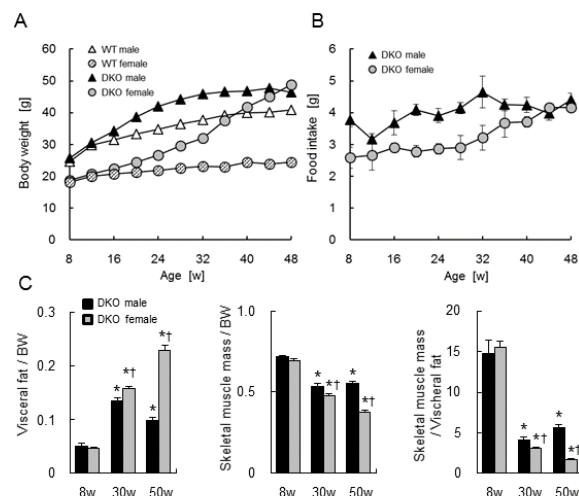 A
B
WT male
WT female
DKO male
DKO female
DKO male
DKO female
Body weight [g]
60
50
40
30
20
10
0
8 16 24 32 40 48
Age [w]
Food intake [g]
6
5
4
3
2
1
0
8 16 24 32 40 48
Age [w]
C
DKO male
DKO female
Visceral fat / BW
0.3
0.2
0.1
0
*
*†
*
*†
8w 30w 50w
Skeletal muscle mass / BW
1.0
0.5
0.0
*
*†
*
*†
8w 30w 50w
Skeletal muscle mass
/ Vischeral fat
20
15
10
5
0
*
*†
*
*†
8w 30w 50w